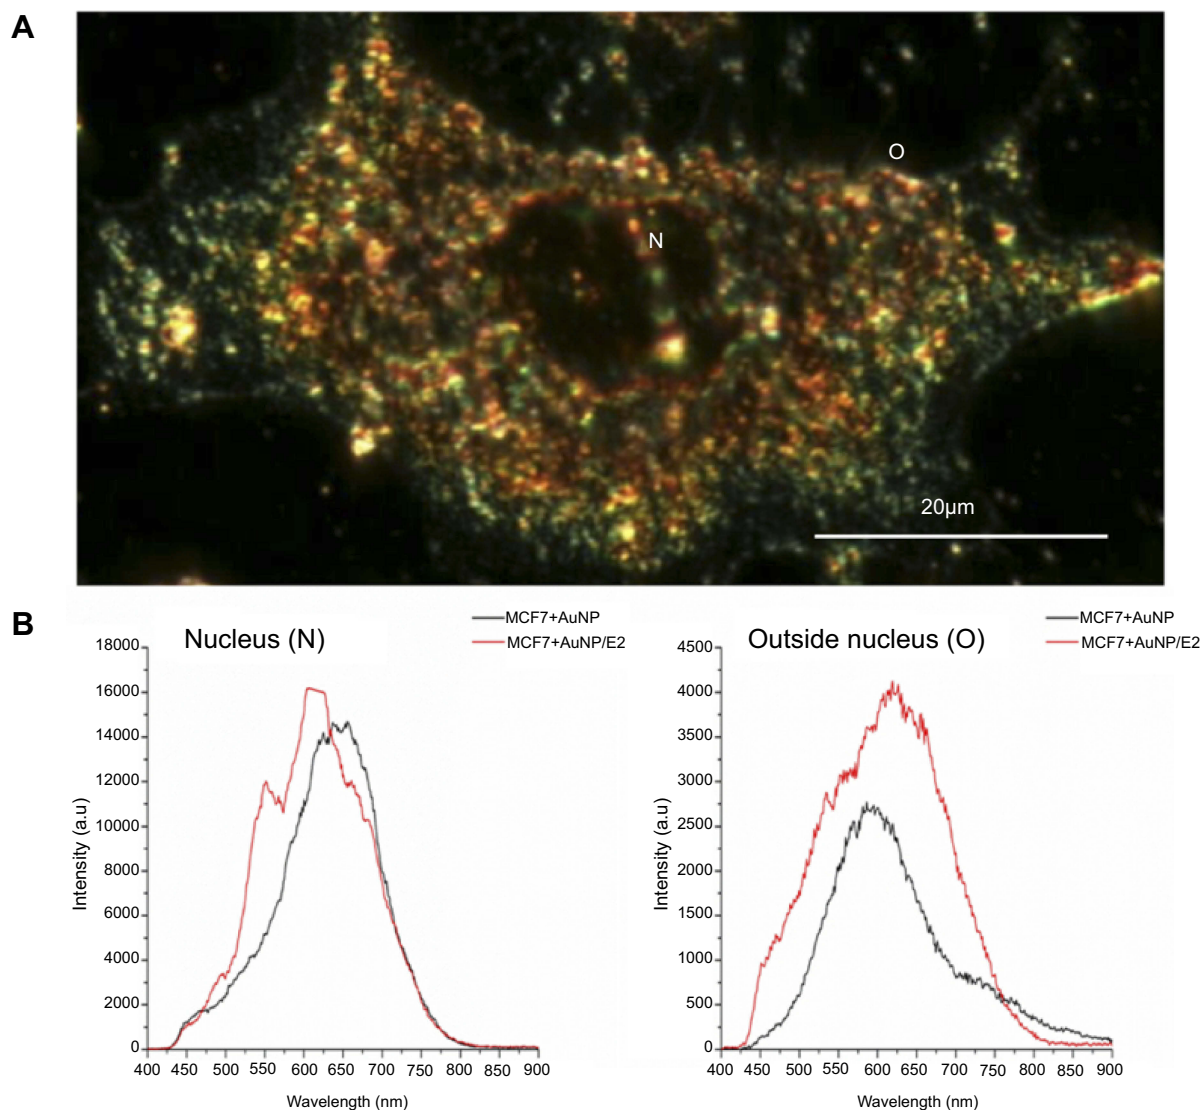 A
O
N
20µm
B
Nucleus (N)
MCF7+AuNP
MCF7+AuNP/E2
18000
16000
14000
12000
10000
8000
6000
4000
2000
0
Intensity (a.u)
400 450 500 550 600 650 700 750 800 850 900
Wavelength (nm)
Outside nucleus (O)
MCF7+AuNP
MCF7+AuNP/E2
4500
4000
3500
3000
2500
2000
1500
1000
500
0
Intensity (a.u)
400 450 500 550 600 650 700 750 800 850 900
Wavelength (nm)